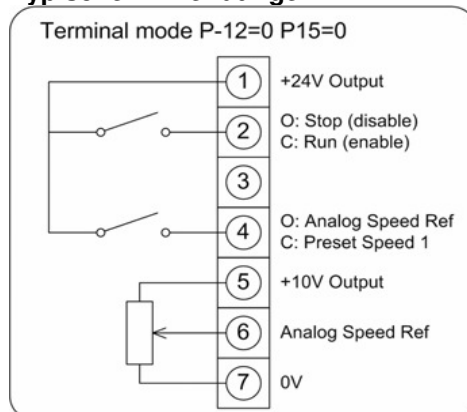 Terminal mode P-12=0 P15=0
1 +24V Output
2 O: Stop (disable)
C: Run (enable)
3
4 O: Analog Speed Ref
C: Preset Speed 1
5 +10V Output
6 Analog Speed Ref
7 0V